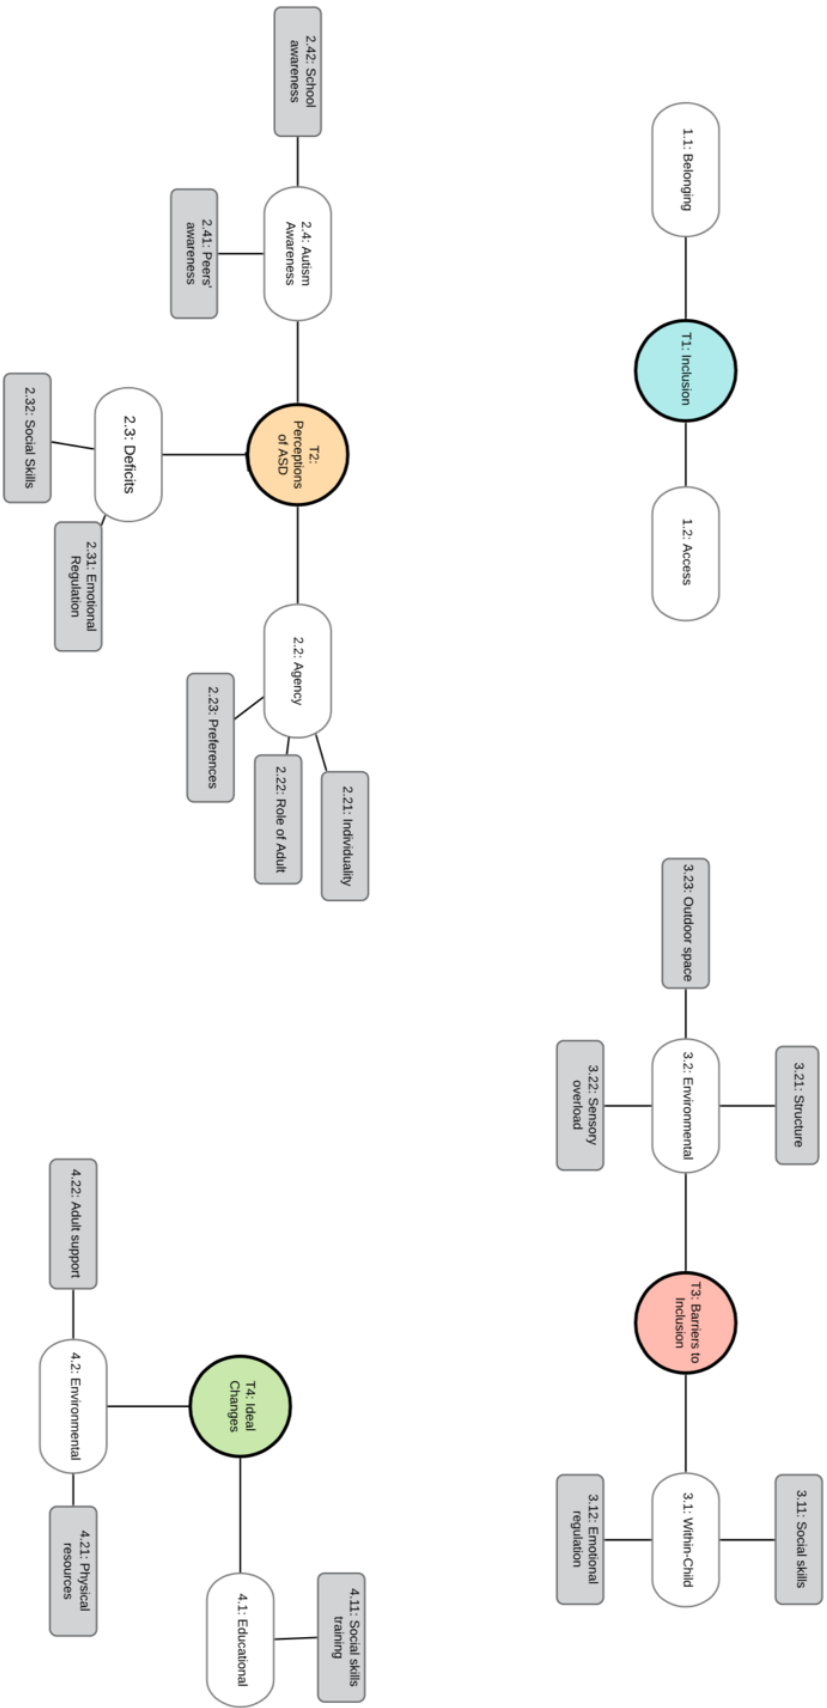 1.1: Belonging
T1: Inclusion
1.2: Access
3.23: Outdoor space
3.21: Structure
3.2: Environmental
3.22: Sensory
overload
T3: Barriers to
Inclusion
3.11: Social skills
3.1: Within-Child
3.12: Emotional
regulation
2.42: School
awareness
2.4: Autism
Awareness
2.41: Peers'
awareness
T2:
Perceptions
of ASD
2.3: Deficits
2.32: Social Skills
2.31: Emotional
Regulation
2.2: Agency
2.21: Individuality
2.22: Role of Adult
2.23: Preferences
T4: Ideal
Changes
4.11: Social skills
training
4.1: Educational
4.22: Adult support
4.2: Environmental
4.21: Physical
resources